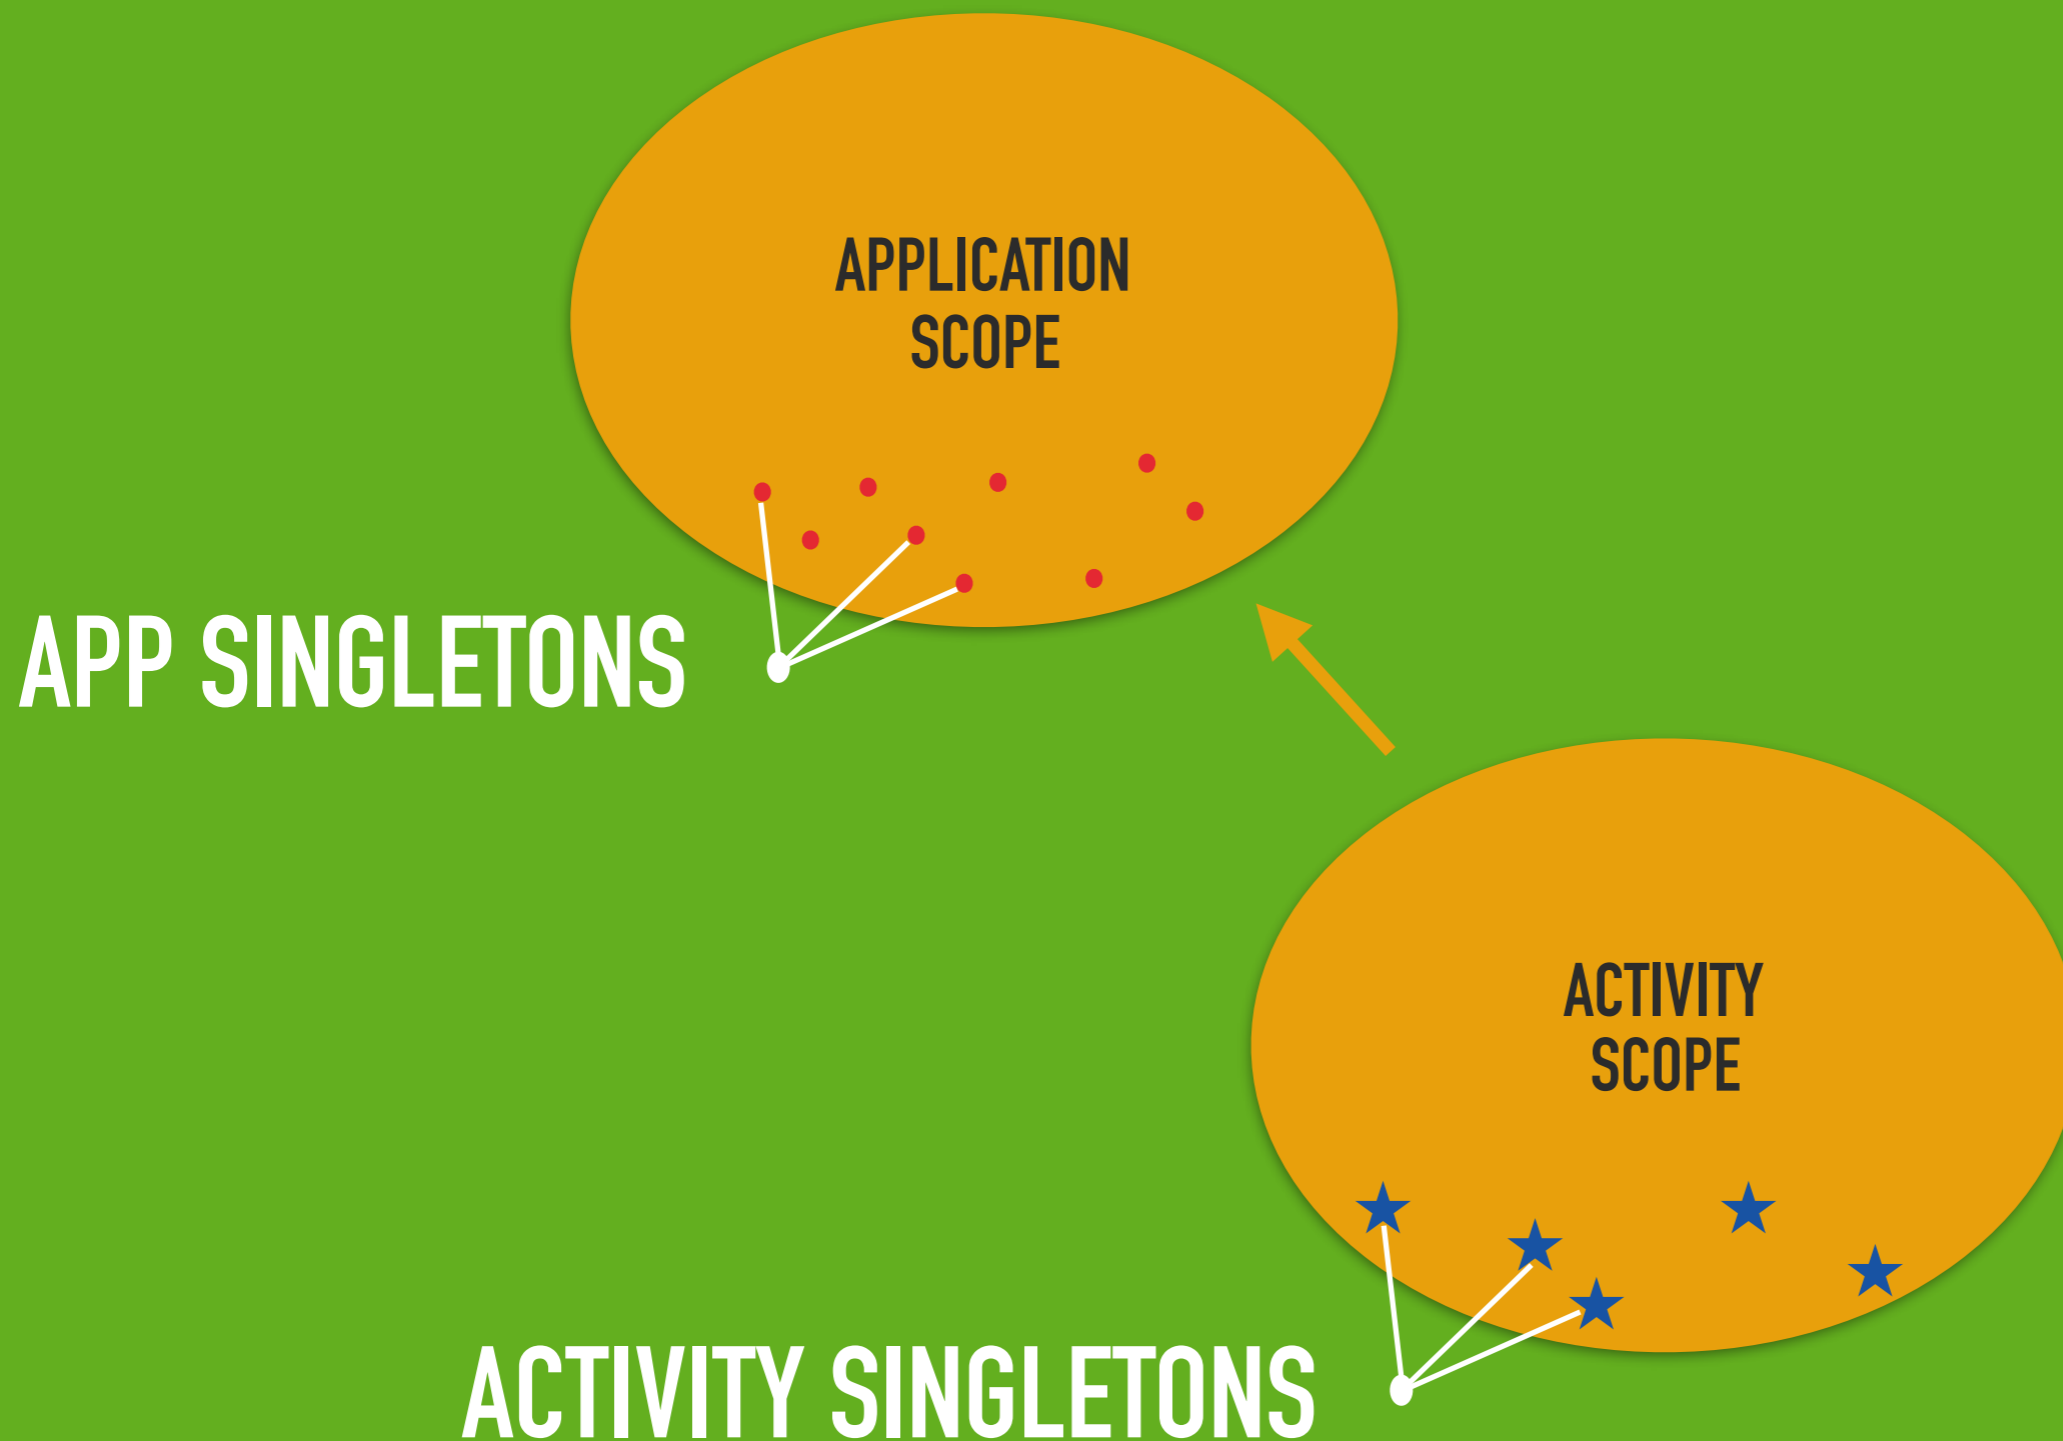 APPLICATION
SCOPE
APP SINGLETONS
ACTIVITY
SCOPE
ACTIVITY SINGLETONS